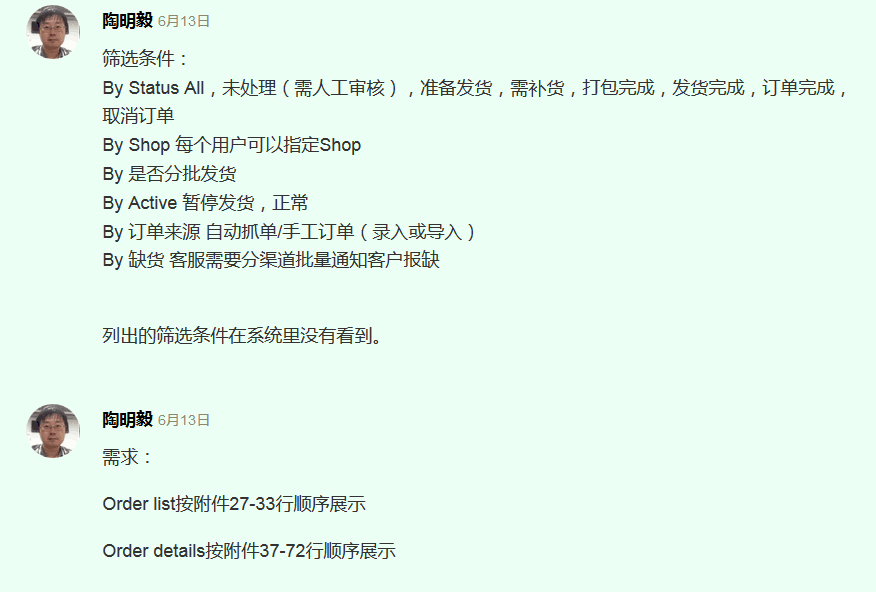 陶明毅 6月13日
筛选条件：
By Status All，未处理（需人工审核），准备发货，需补货，打包完成，发货完成，订单完成，
取消订单
By Shop 每个用户可以指定Shop
By 是否分批发货
By Active 暂停发货，正常
By 订单来源 自动抓单/手工订单（录入或导入）
By 缺货 客服需要分渠道批量通知客户报缺
列出的筛选条件在系统里没有看到。
陶明毅 6月13日
需求：
Order list按附件27-33行顺序展示
Order details按附件37-72行顺序展示